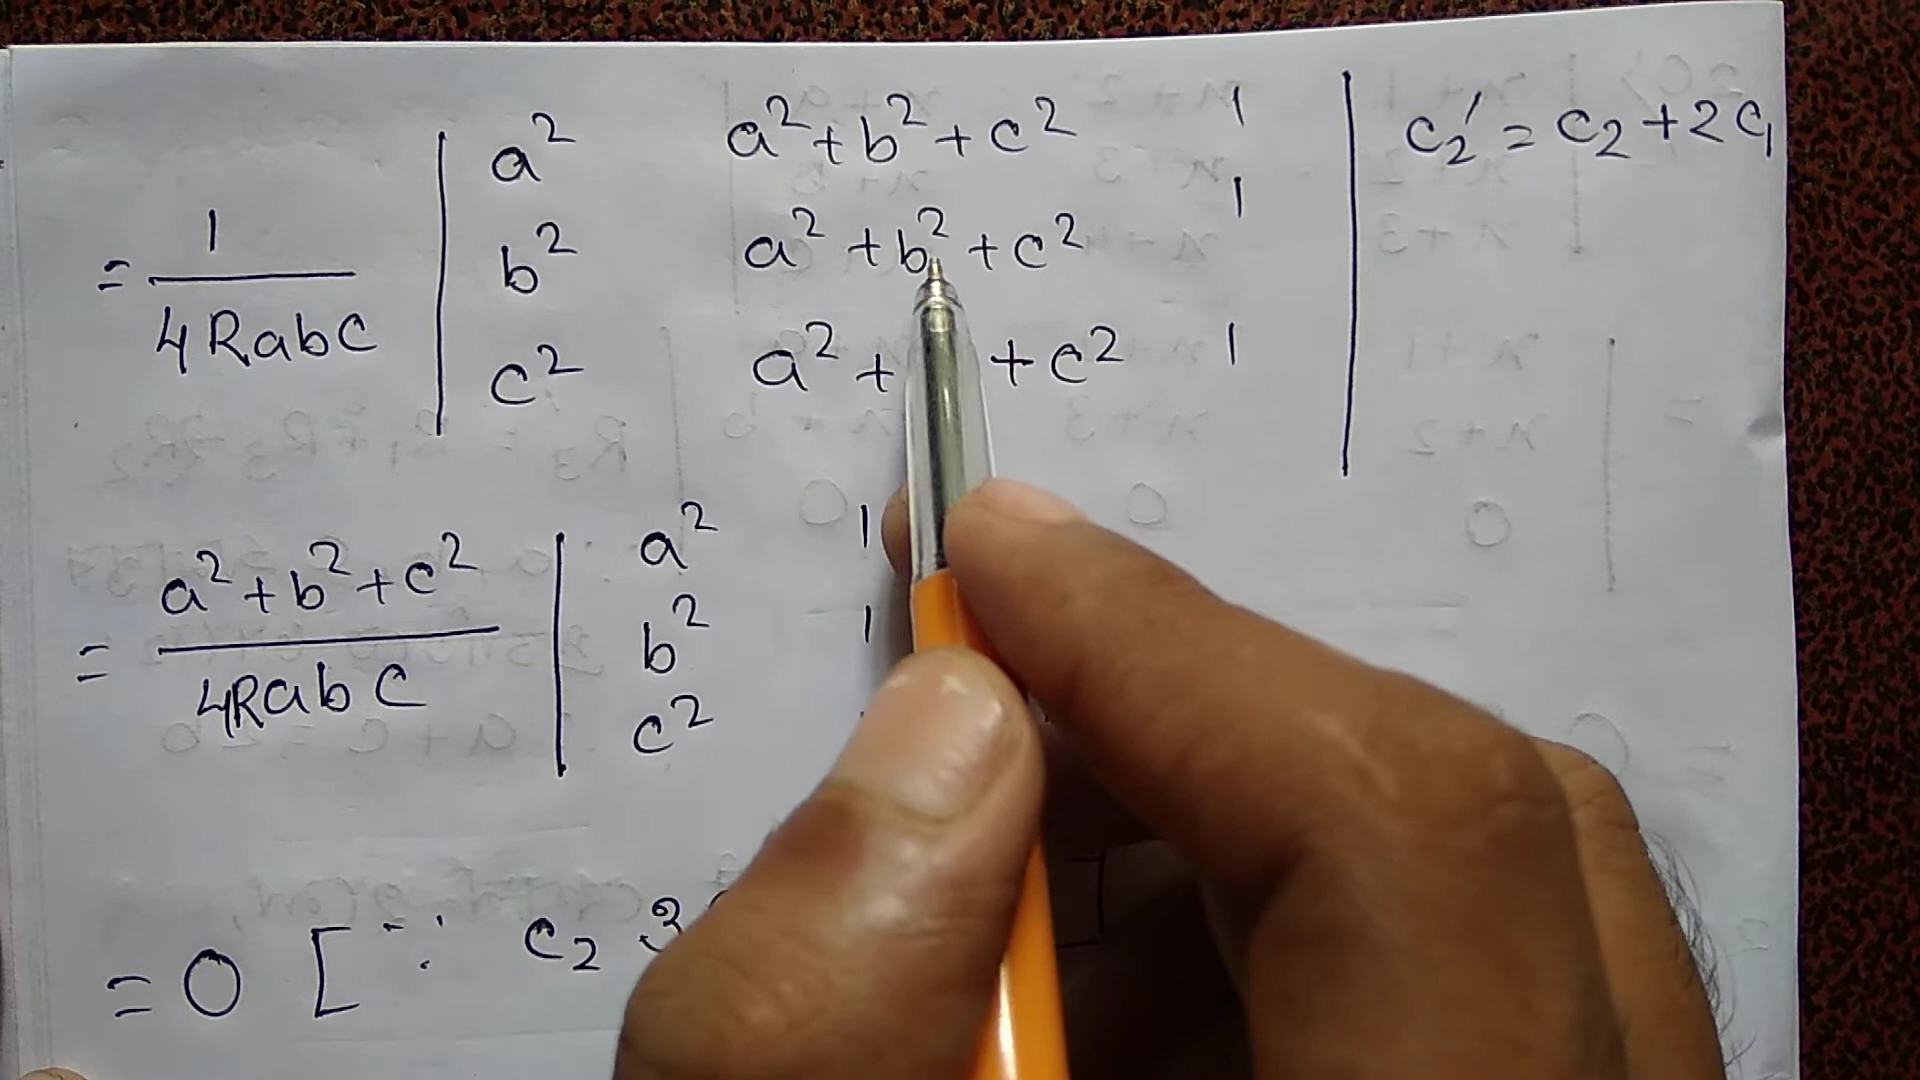 a² a²+b²+c² 1 | C₂′ = C₂ + 2C₁
= 1/4RabC | b² a²+b²+c² 1
c² a²+ +c² 1
a² 1
= a²+b²+c²/4RabC | b² 1
c²
= 0 [∵ C₂